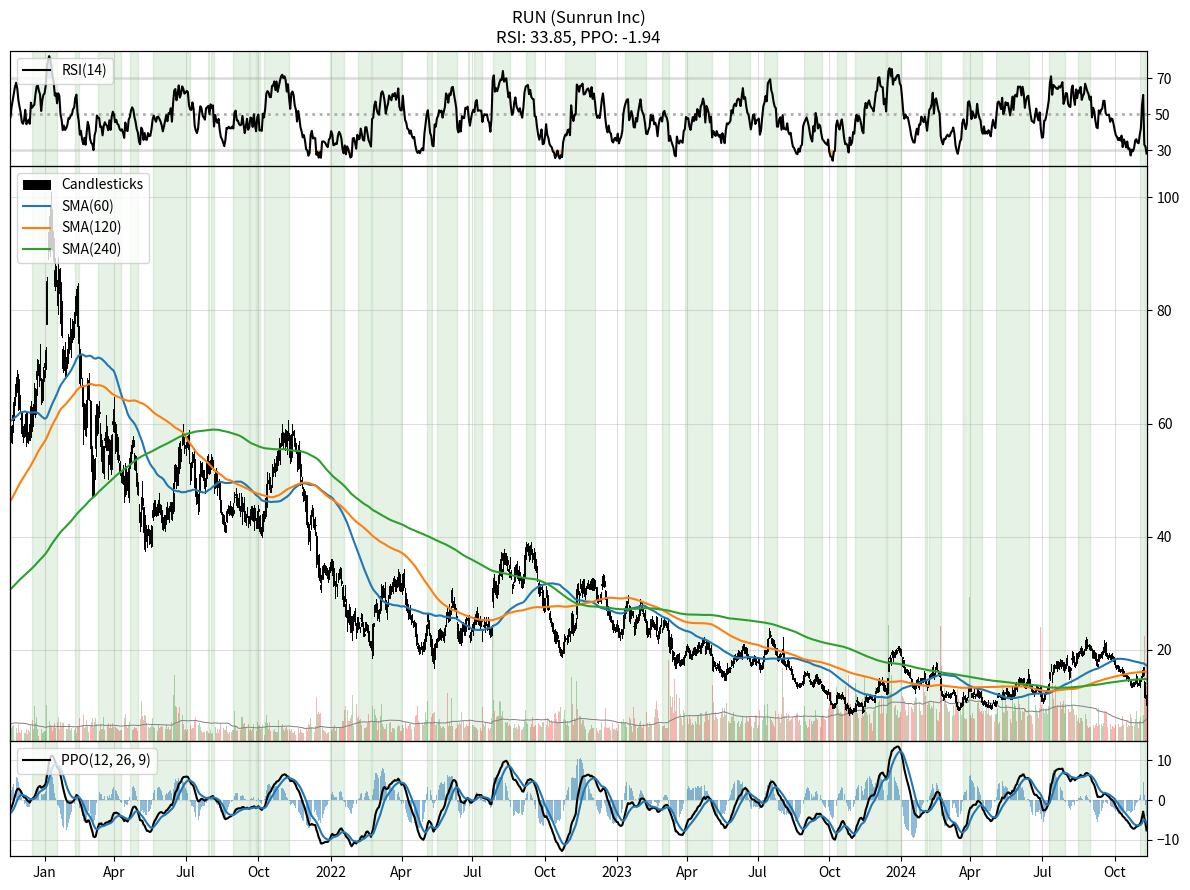 RUN (Sunrun Inc)
RSI: 33.85, PPO: -1.94
RSI(14)
70
50
30
Candlesticks
SMA(60)
SMA(120)
SMA(240)
100
80
60
40
20
PPO(12, 26, 9)
10
0
−10
Jan Apr Jul Oct 2022 Apr Jul Oct 2023 Apr Jul Oct 2024 Apr Jul Oct